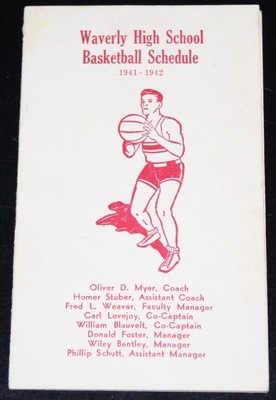 Waverly High School
Basketball Schedule
1941-1942
Oliver D. Myer, Coach
Homer Stuber, Assistant Coach
Fred L. Weaver, Faculty Manager
Carl Lovejoy, Co-Captain
William Blauvelt, Co-Captain
Donald Foster, Manager
Wiley Bentley, Manager
Phillip Schutt, Assistant Manager